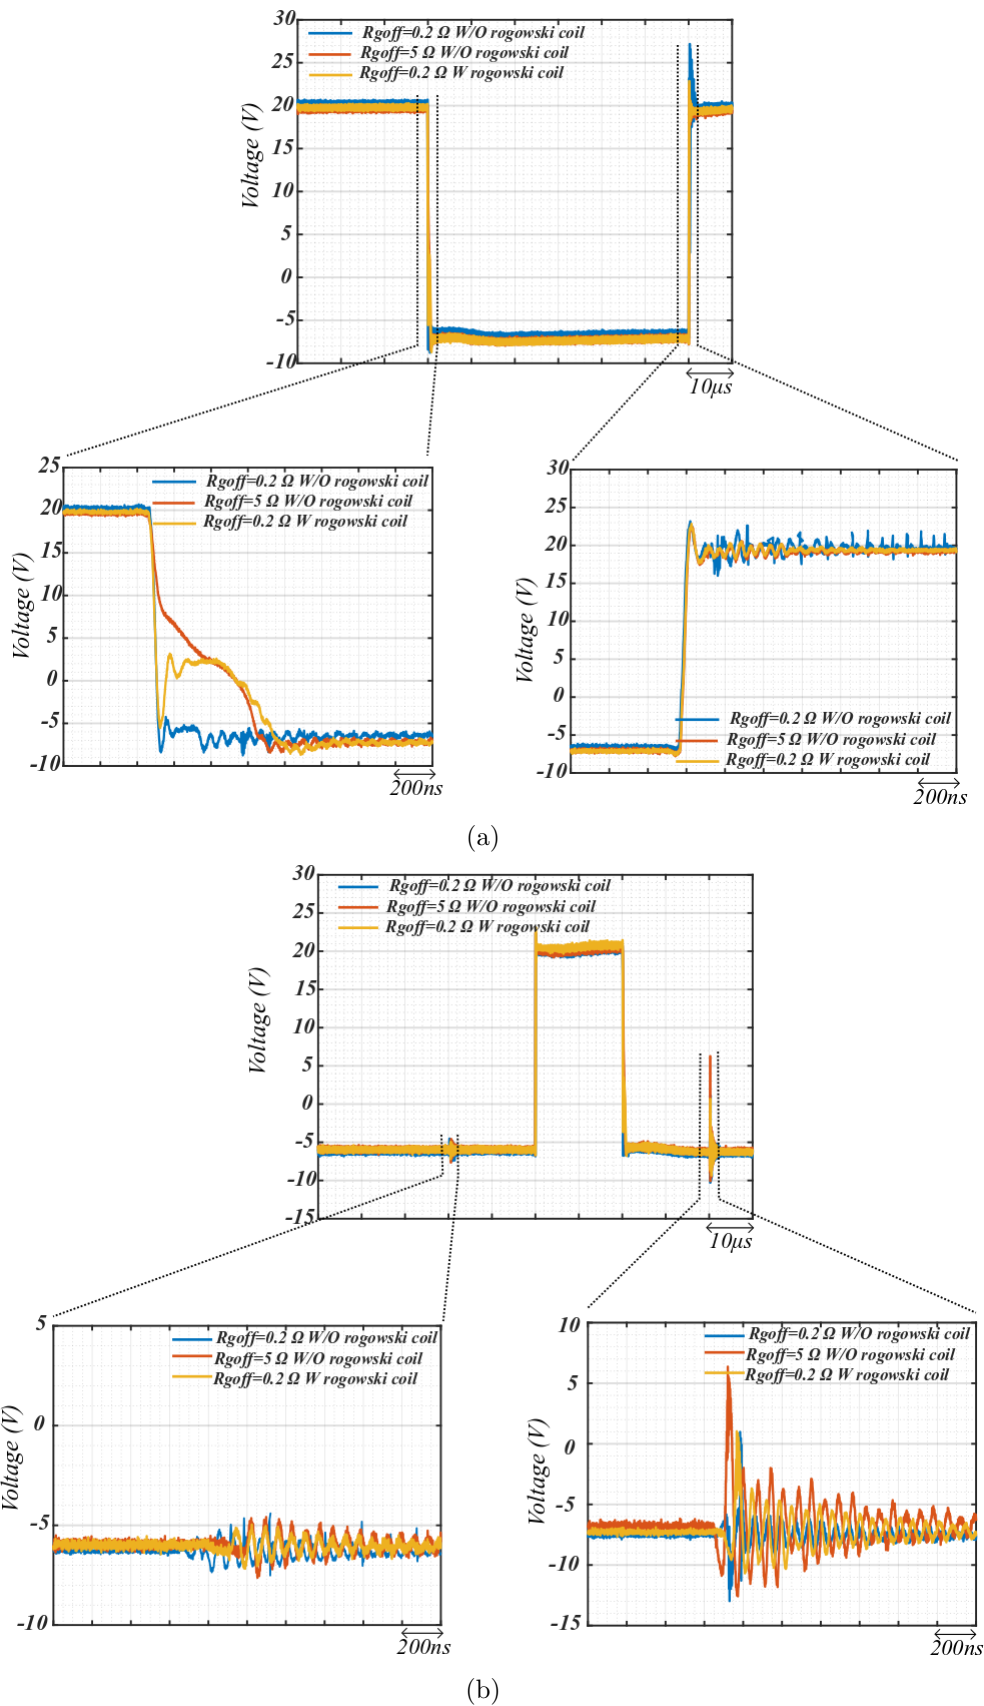 30
25
20
15
10
5
0
-5
-10
Voltage (V)
Rgoff=0.2 Ω W/O rogowski coil
Rgoff=5 Ω W/O rogowski coil
Rgoff=0.2 Ω W rogowski coil
10μs
25
20
15
10
5
0
-5
-10
Voltage (V)
Rgoff=0.2 Ω W/O rogowski coil
Rgoff=5 Ω W/O rogowski coil
Rgoff=0.2 Ω W rogowski coil
200ns
30
20
15
10
5
0
-5
-10
Voltage (V)
Rgoff=0.2 Ω W/O rogowski coil
Rgoff=5 Ω W/O rogowski coil
Rgoff=0.2 Ω W rogowski coil
200ns
(a)
30
25
20
15
10
5
0
-5
-10
-15
Voltage (V)
Rgoff=0.2 Ω W/O rogowski coil
Rgoff=5 Ω W/O rogowski coil
Rgoff=0.2 Ω W rogowski coil
10μs
5
0
-5
-10
Voltage (V)
Rgoff=0.2 Ω W/O rogowski coil
Rgoff=5 Ω W/O rogowski coil
Rgoff=0.2 Ω W rogowski coil
200ns
10
5
0
-5
-10
-15
Voltage (V)
Rgoff=0.2 Ω W/O rogowski coil
Rgoff=5 Ω W/O rogowski coil
Rgoff=0.2 Ω W rogowski coil
200ns
(b)